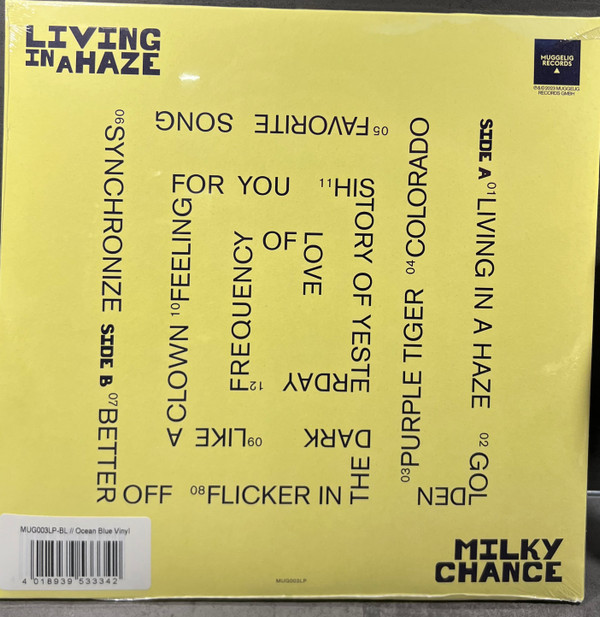 LIVING
IN A HAZE
MUGGELIG
RECORDS
℗&© 2023 MUGGELIG
RECORDS GMBH
SIDE A
01 LIVING IN A HAZE
02 GOLDEN
03 PURPLE TIGER
04 COLORADO
05 FAVORITE SONG
06 SYNCHRONIZE
SIDE B
07 BETTER OFF
08 FLICKER IN THE DARK
09 LIKE A CLOWN
10 FEELING FOR YOU
11 HISTORY OF YESTERDAY
12 FREQUENCY OF LOVE
MUG003LP-BL // Ocean Blue Vinyl
4 018939 533342
MUG003LP
MILKY
CHANCE